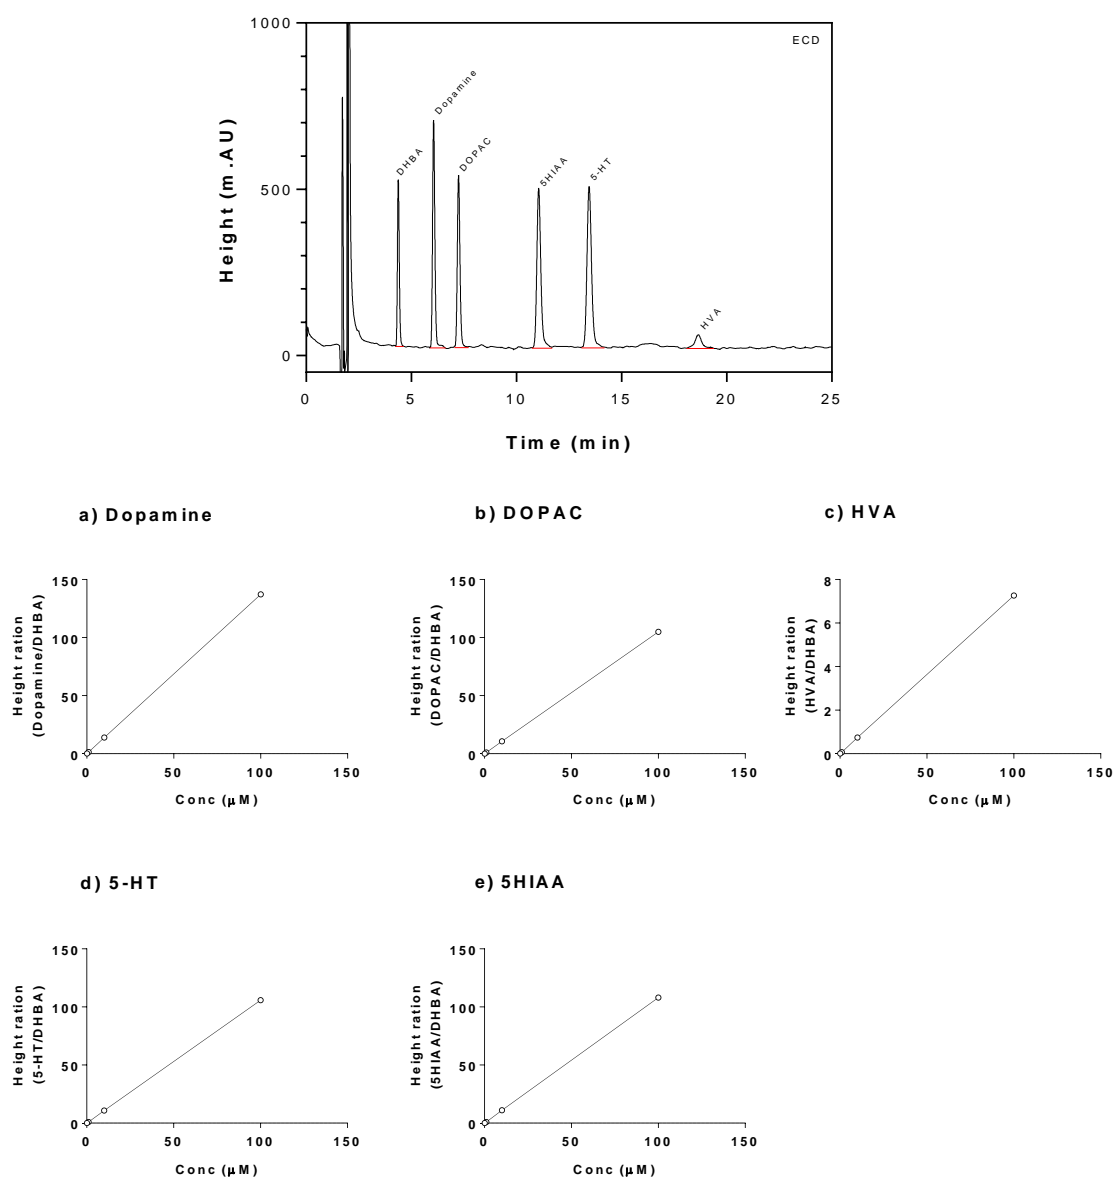 1000
ECD
Dopamine
DHBA
DOPAC
5HIAA
5-HT
500
HVA
0
Height (m.AU)
0 5 10 15 20 25
Time (min)
a) Dopamine
b) DOPAC
c) HVA
150
100
50
0
Height ration
(Dopamine/DHBA)
0 50 100 150
Conc (μM)
150
100
50
0
Height ration
(DOPAC/DHBA)
0 50 100 150
Conc (μM)
8
6
4
2
0
Height ration
(HVA/DHBA)
0 50 100 150
Conc (μM)
d) 5-HT
e) 5HIAA
150
100
50
0
Height ration
(5-HT/DHBA)
0 50 100 150
Conc (μM)
150
100
50
0
Height ration
(5HIAA/DHBA)
0 50 100 150
Conc (μM)